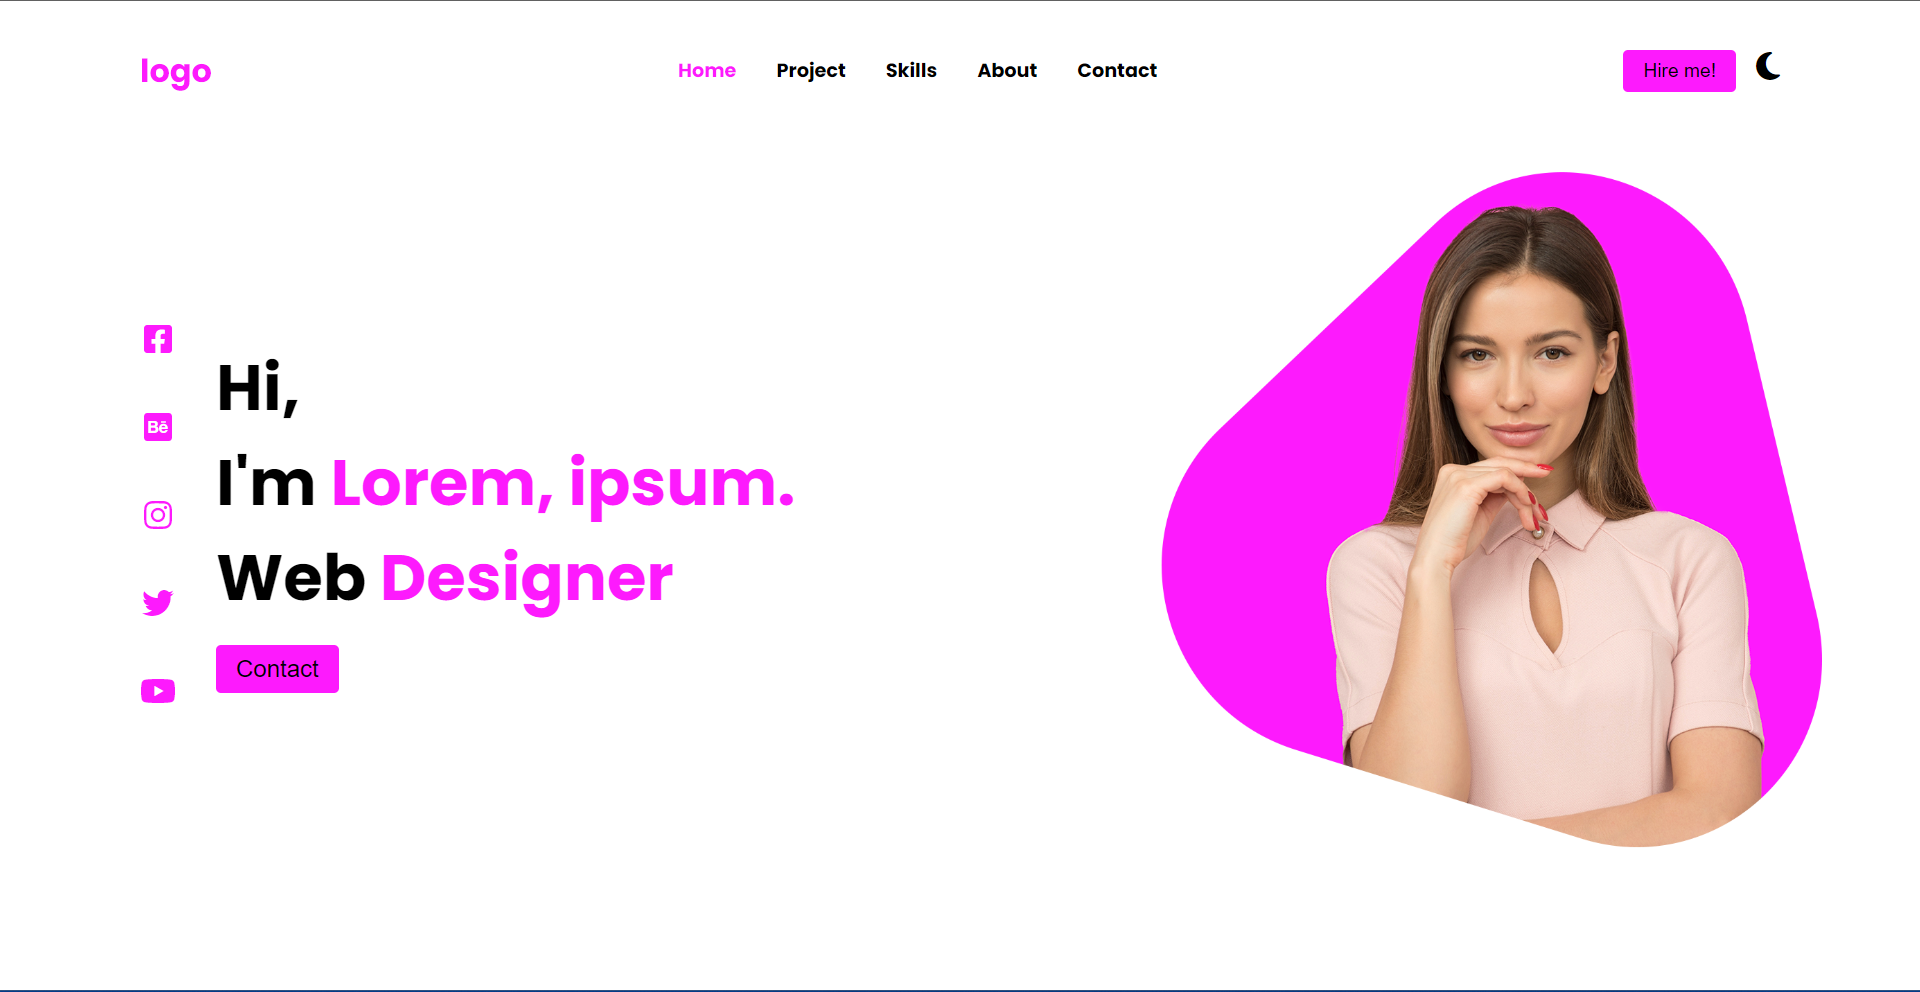 logo
Home Project Skills About Contact
Hire me!
Hi,
I'm Lorem, ipsum.
Web Designer
Contact
Bē